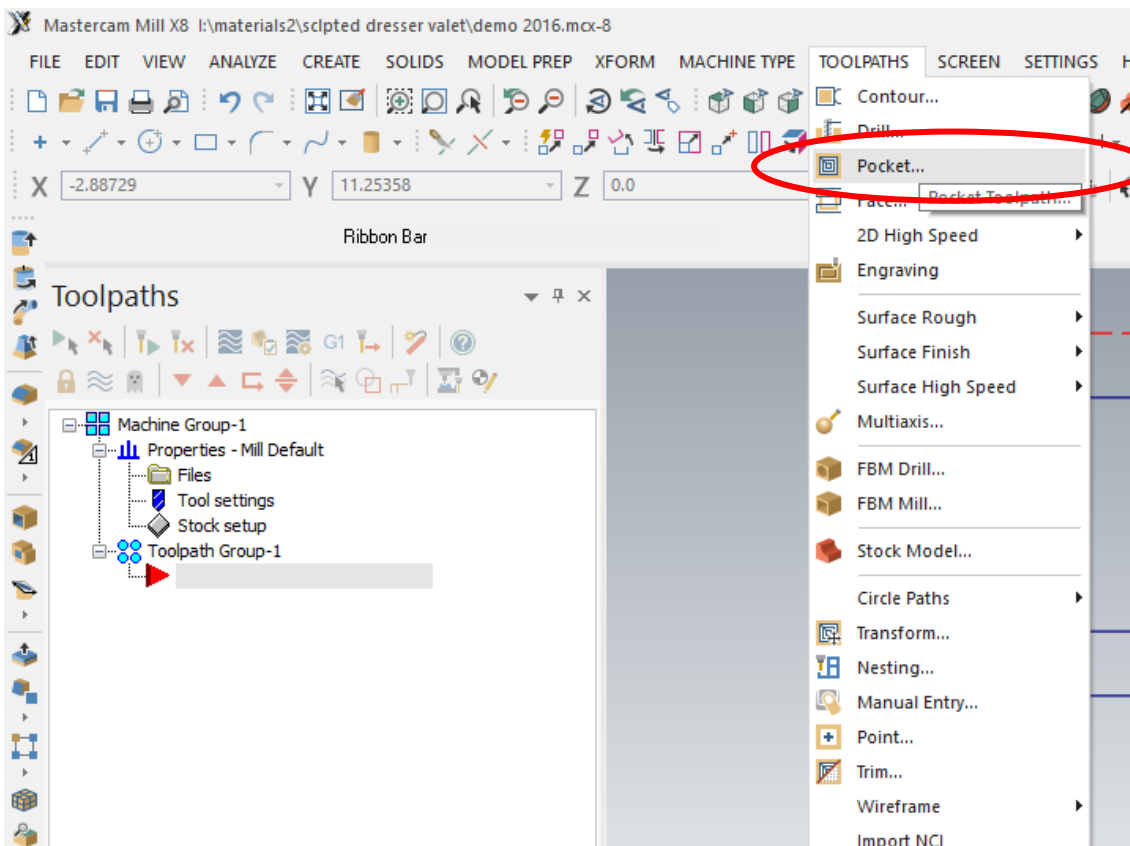 Mastercam Mill X8 I:\materials2\sclpted dresser valet\demo 2016.mcx-8
FILE EDIT VIEW ANALYZE CREATE SOLIDS MODEL PREP XFORM MACHINE TYPE TOOLPATHS SCREEN SETTINGS H
X -2.88729 Y 11.25358 Z 0.0
Ribbon Bar
Toolpaths
G1
Machine Group-1
Properties - Mill Default
Files
Tool settings
Stock setup
Toolpath Group-1
Contour...
Drill...
Pocket...
Face...
Pocket Toolpath...
2D High Speed
Engraving
Surface Rough
Surface Finish
Surface High Speed
Multiaxis...
FBM Drill...
FBM Mill...
Stock Model...
Circle Paths
Transform...
Nesting...
Manual Entry...
Point...
Trim...
Wireframe
Import NCI